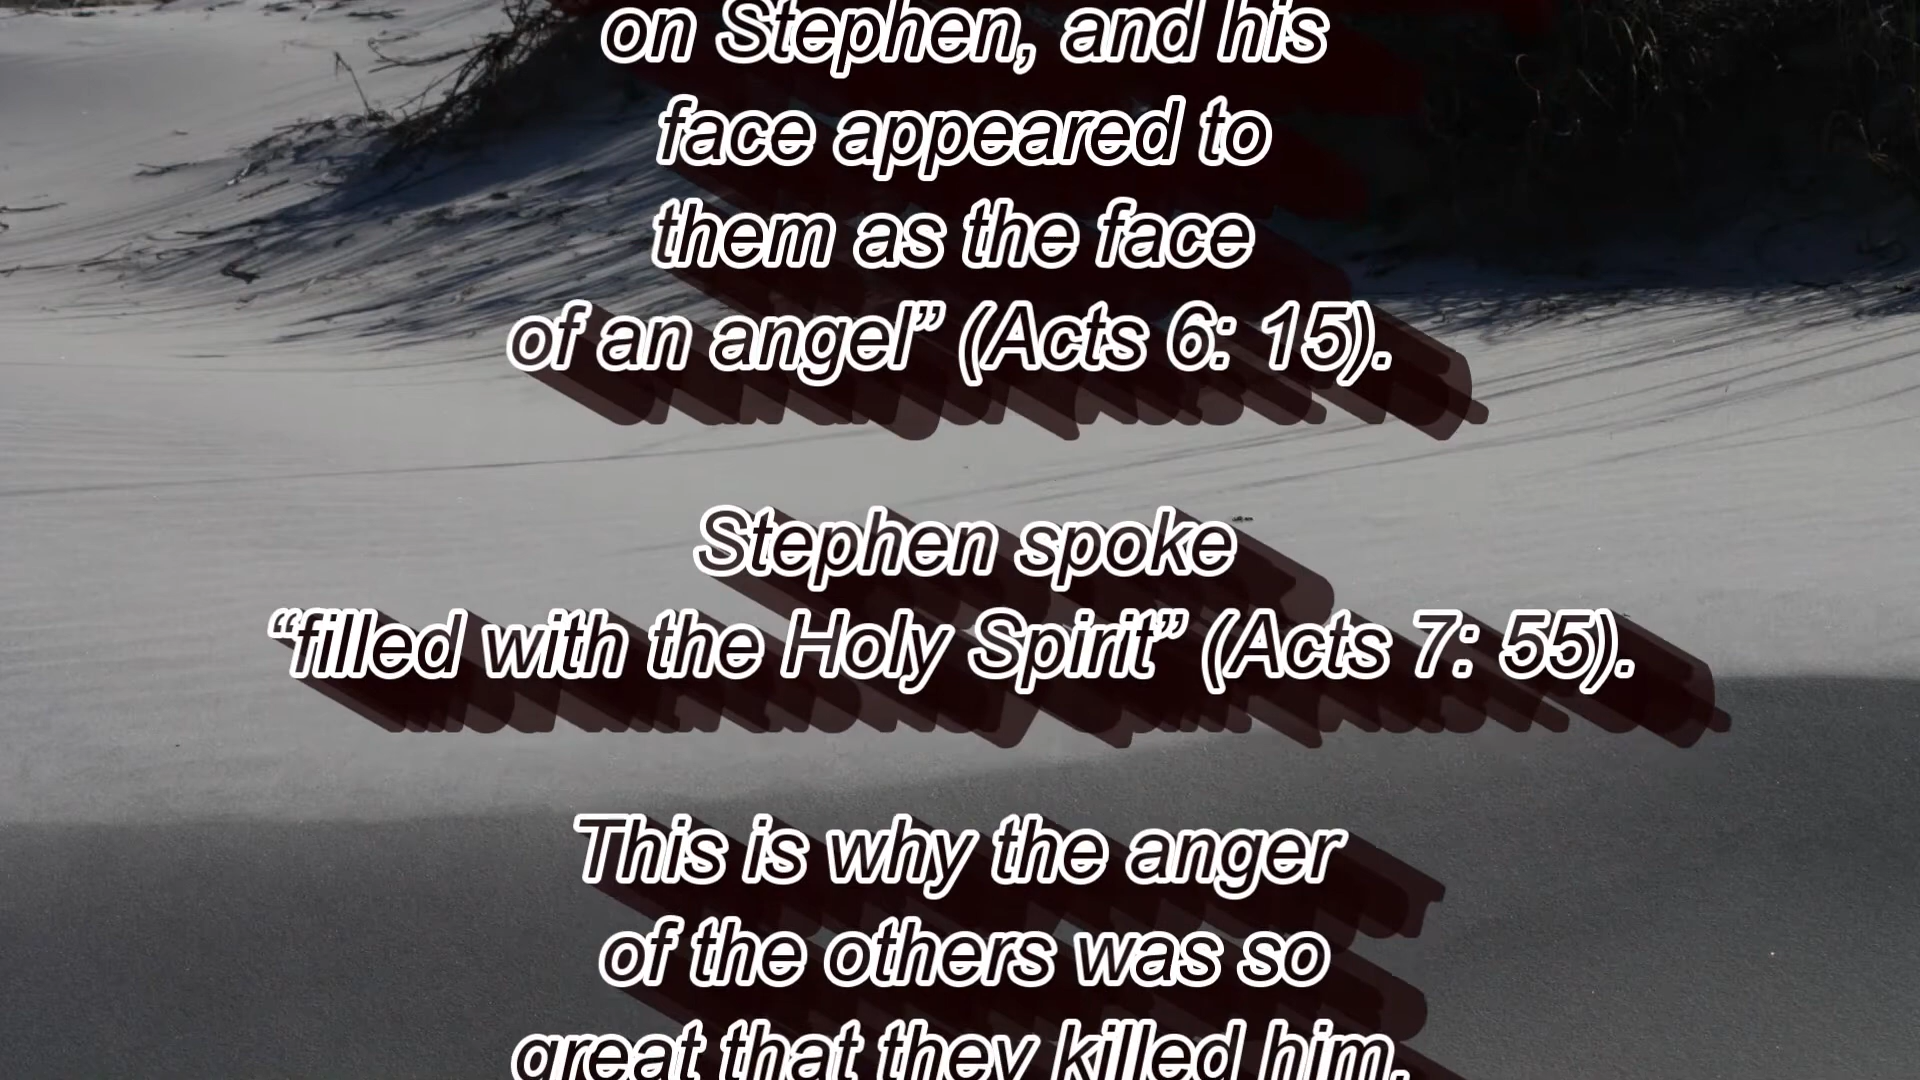 on Stephen, and his
face appeared to
them as the face
of an angel” (Acts 6: 15).
Stephen spoke
“filled with the Holy Spirit” (Acts 7: 55).
This is why the anger
of the others was so
great that they killed him.